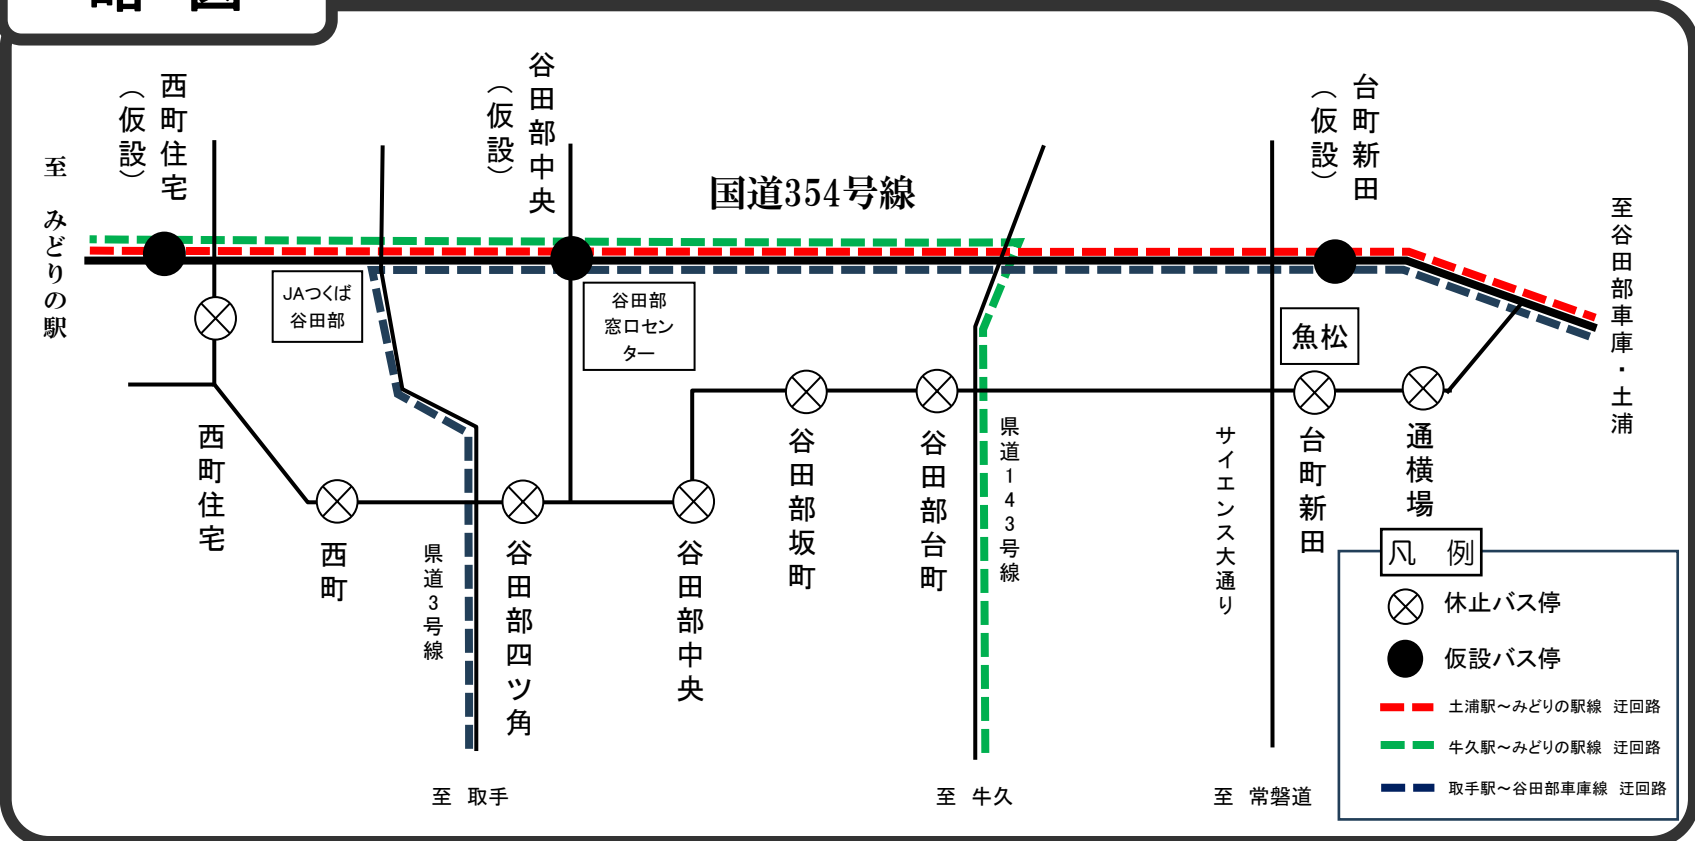 略 図
西町住宅
（仮設）
谷田部中央
（仮設）
台町新田
（仮設）
至 みどりの駅
国道354号線
至谷田部車庫・土浦
JAつくば
谷田部
谷田部
窓口セン
ター
魚松
西町住宅
西町
県道3号線
谷田部四ツ角
谷田部中央
谷田部坂町
谷田部台町
県道143号線
サイエンス大通り
台町新田
通横場
凡 例
休止バス停
仮設バス停
土浦駅～みどりの駅線 迂回路
牛久駅～みどりの駅線 迂回路
取手駅～谷田部車庫線 迂回路
至 取手
至 牛久
至 常磐道